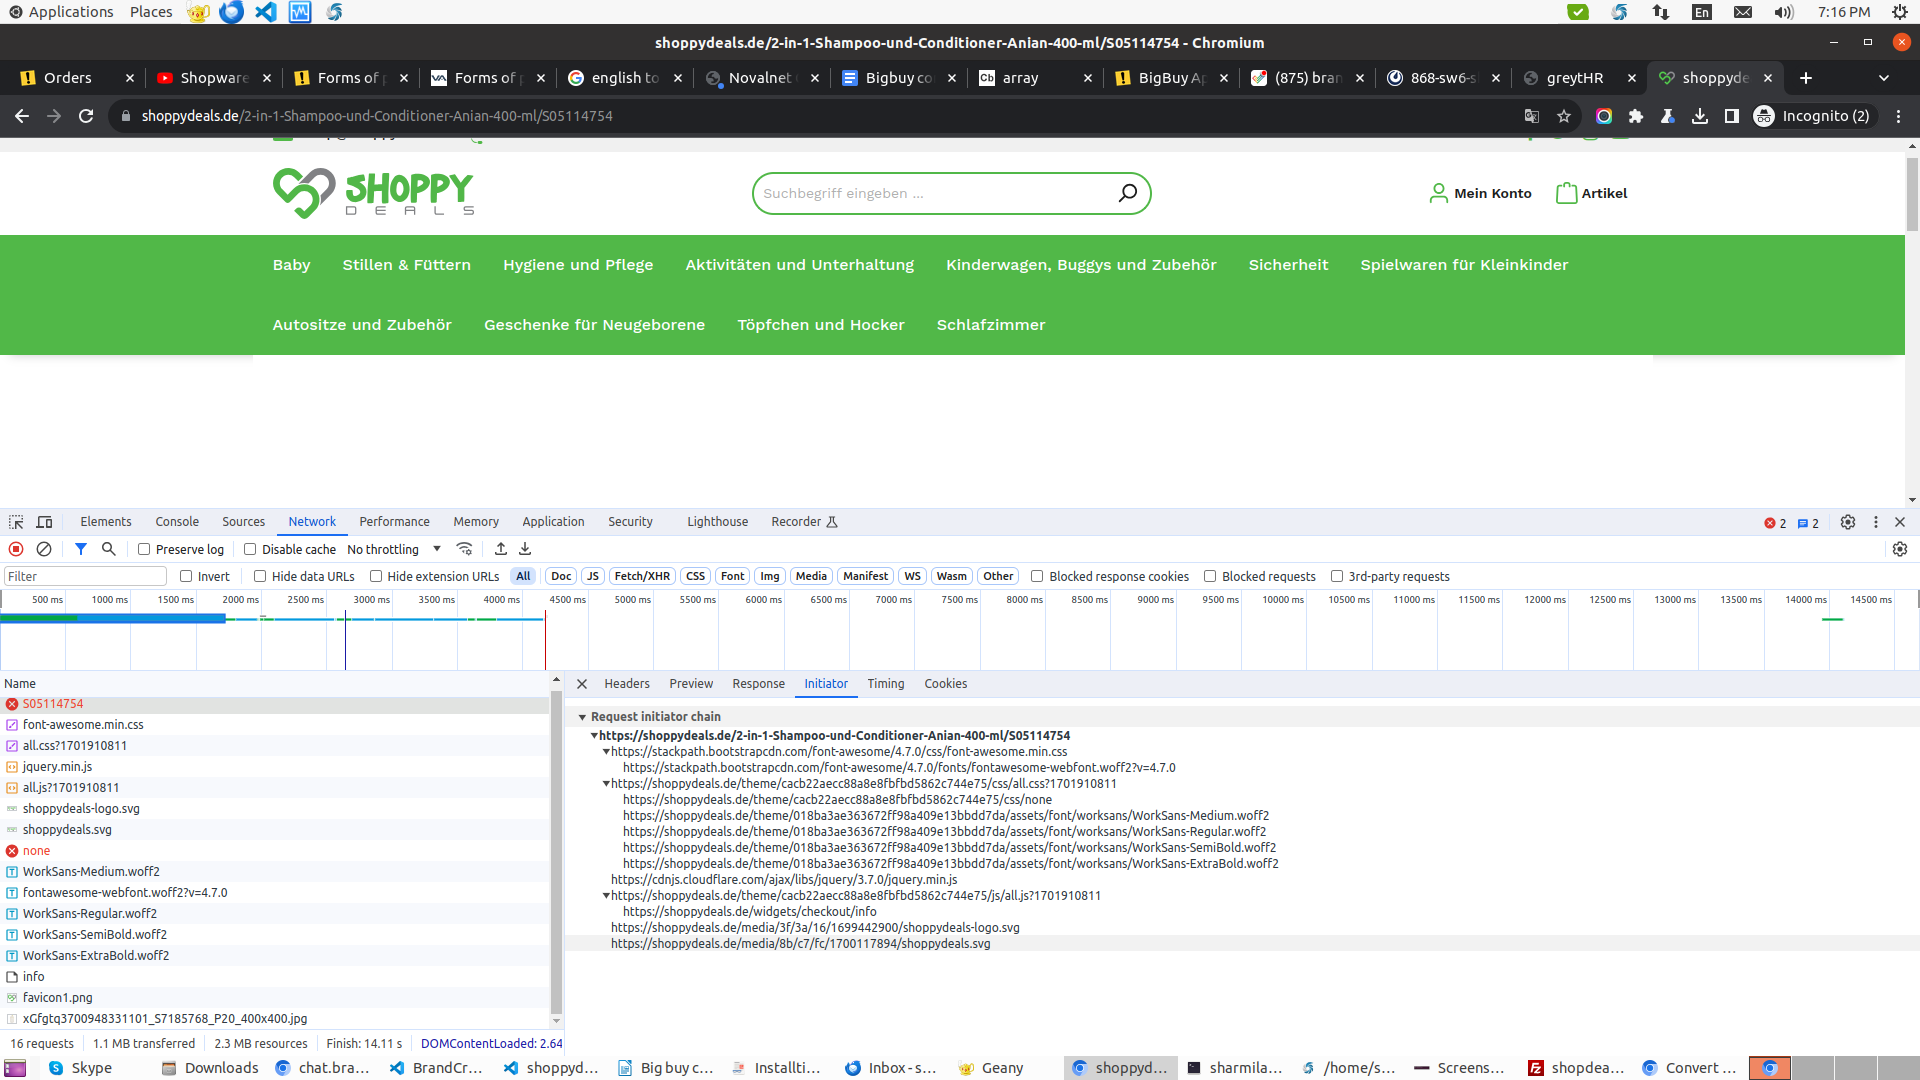 Applications Places En 7:16 PM
shoppydeals.de/2-in-1-Shampoo-und-Conditioner-Anian-400-ml/S05114754 - Chromium
Orders Shopware Forms of p Forms of p english to Novalnet Bigbuy co array BigBuy Ap (875) bran 868-sw6-s greytHR shoppyde
shoppydeals.de/2-in-1-Shampoo-und-Conditioner-Anian-400-ml/S05114754 Incognito (2)
SHOPPY
DEALS
Suchbegriff eingeben ...
Mein Konto Artikel
Baby Stillen & Füttern Hygiene und Pflege Aktivitäten und Unterhaltung Kinderwagen, Buggys und Zubehör Sicherheit Spielwaren für Kleinkinder
Autositze und Zubehör Geschenke für Neugeborene Töpfchen und Hocker Schlafzimmer
Elements Console Sources Network Performance Memory Application Security Lighthouse Recorder 2 2
Preserve log Disable cache No throttling
Filter Invert Hide data URLs Hide extension URLs All Doc JS Fetch/XHR CSS Font Img Media Manifest WS Wasm Other Blocked response cookies Blocked requests 3rd-party requests
500 ms 1000 ms 1500 ms 2000 ms 2500 ms 3000 ms 3500 ms 4000 ms 4500 ms 5000 ms 5500 ms 6000 ms 6500 ms 7000 ms 7500 ms 8000 ms 8500 ms 9000 ms 9500 ms 10000 ms 10500 ms 11000 ms 11500 ms 12000 ms 12500 ms 13000 ms 13500 ms 14000 ms 14500 ms
Name
S05114754
font-awesome.min.css
all.css?1701910811
jquery.min.js
all.js?1701910811
shoppydeals-logo.svg
shoppydeals.svg
none
WorkSans-Medium.woff2
fontawesome-webfont.woff2?v=4.7.0
WorkSans-Regular.woff2
WorkSans-SemiBold.woff2
WorkSans-ExtraBold.woff2
info
favicon1.png
xGfgtq3700948331101_S7185768_P20_400x400.jpg
16 requests 1.1 MB transferred 2.3 MB resources Finish: 14.11 s DOMContentLoaded: 2.64
Headers Preview Response Initiator Timing Cookies
Request initiator chain
https://shoppydeals.de/2-in-1-Shampoo-und-Conditioner-Anian-400-ml/S05114754
https://stackpath.bootstrapcdn.com/font-awesome/4.7.0/css/font-awesome.min.css
https://stackpath.bootstrapcdn.com/font-awesome/4.7.0/fonts/fontawesome-webfont.woff2?v=4.7.0
https://shoppydeals.de/theme/cacb22aecc88a8e8fbfbd5862c744e75/css/all.css?1701910811
https://shoppydeals.de/theme/cacb22aecc88a8e8fbfbd5862c744e75/css/none
https://shoppydeals.de/theme/018ba3ae363672ff98a409e13bbdd7da/assets/font/worksans/WorkSans-Medium.woff2
https://shoppydeals.de/theme/018ba3ae363672ff98a409e13bbdd7da/assets/font/worksans/WorkSans-Regular.woff2
https://shoppydeals.de/theme/018ba3ae363672ff98a409e13bbdd7da/assets/font/worksans/WorkSans-SemiBold.woff2
https://shoppydeals.de/theme/018ba3ae363672ff98a409e13bbdd7da/assets/font/worksans/WorkSans-ExtraBold.woff2
https://cdnjs.cloudflare.com/ajax/libs/jquery/3.7.0/jquery.min.js
https://shoppydeals.de/theme/cacb22aecc88a8e8fbfbd5862c744e75/js/all.js?1701910811
https://shoppydeals.de/widgets/checkout/info
https://shoppydeals.de/media/3f/3a/16/1699442900/shoppydeals-logo.svg
https://shoppydeals.de/media/8b/c7/fc/1700117894/shoppydeals.svg
Skype Downloads chat.bra... BrandCr... shoppyd... Big buy c... Installti... Inbox - s... Geany shoppyd... sharmila... /home/s... Screens... shopdea... Convert ...